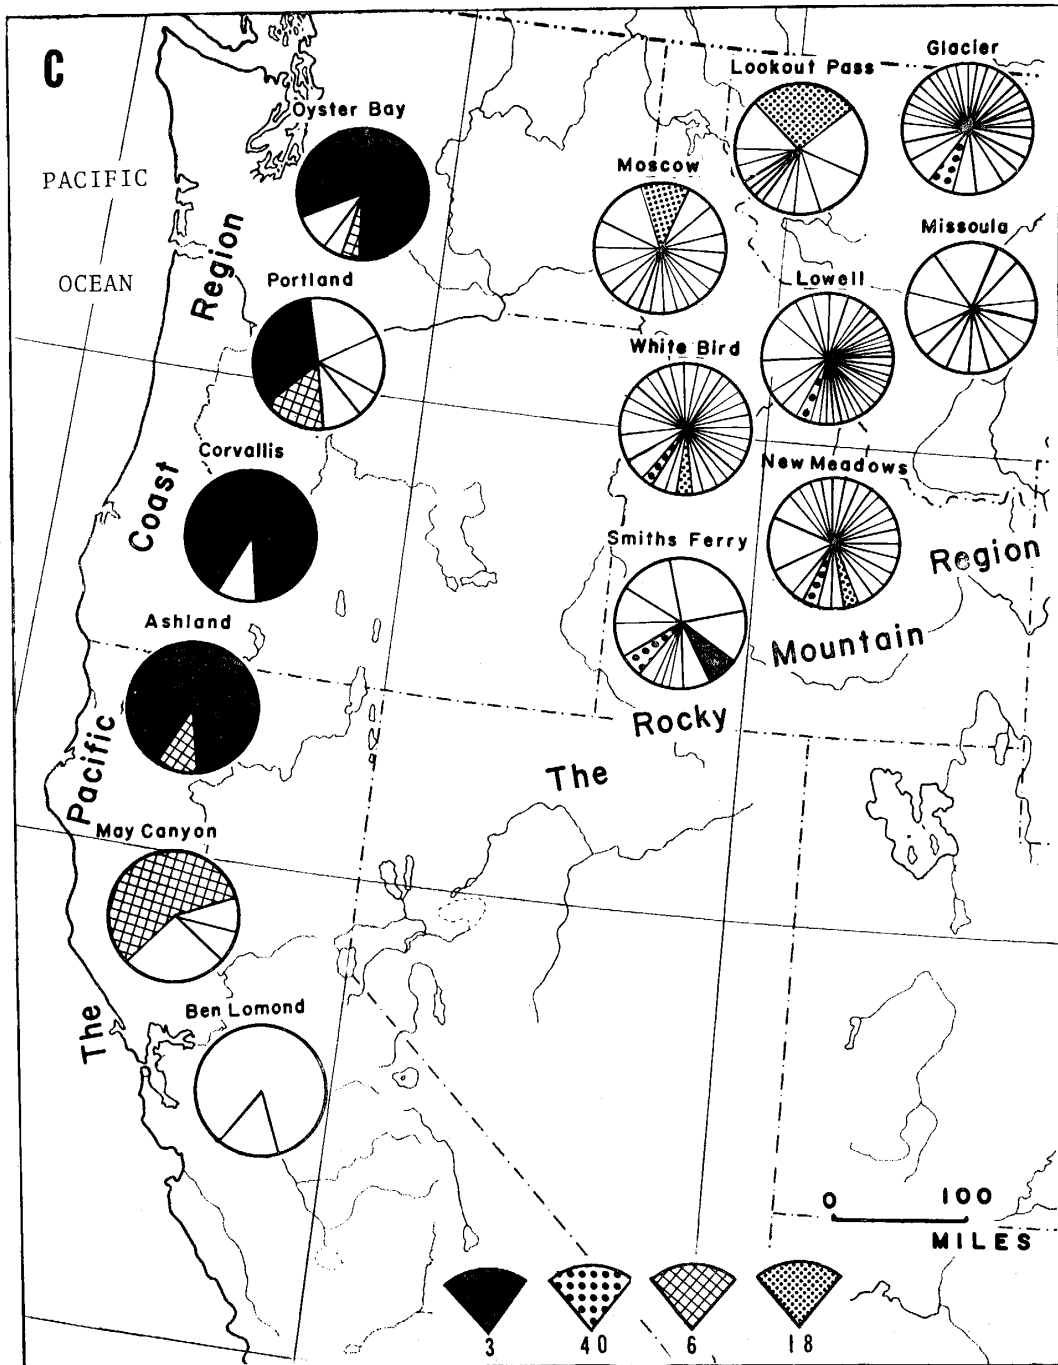 C
Glacier
Lookout Pass
Oyster Bay
Moscow
PACIFIC
OCEAN
Missoula
Region
Portland
Lowell
White Bird
Corvallis
Coast
New Meadows
Smiths Ferry
Region
Ashland
Mountain
Rocky
Pacific
The
May Canyon
Ben Lomond
The
0 100
MILES
3 40 6 18